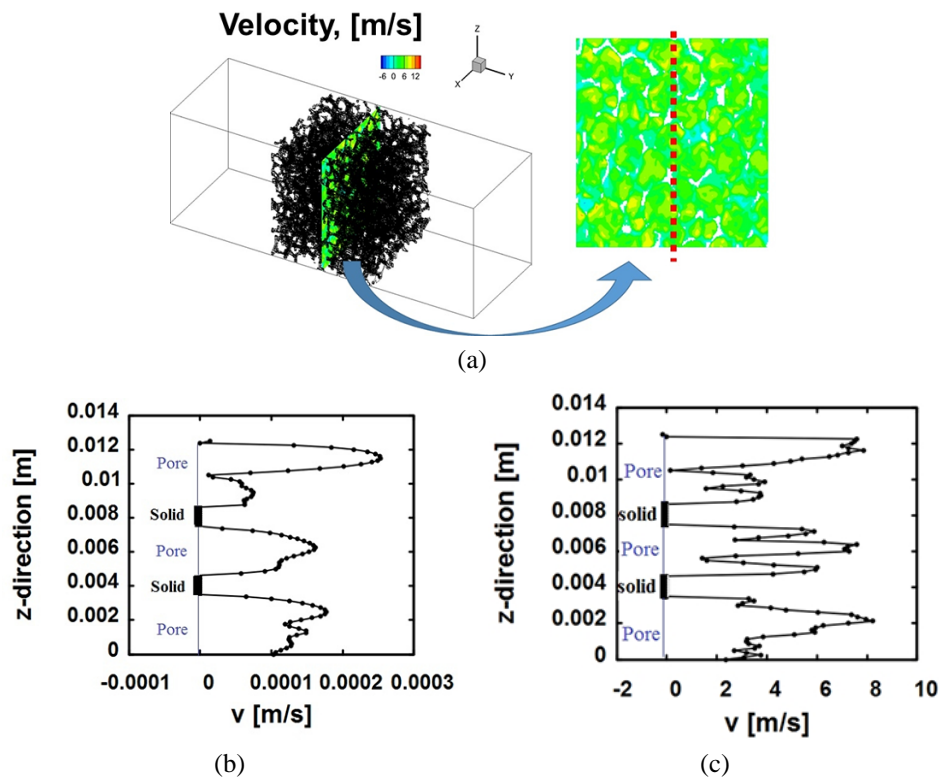 Velocity, [m/s]
-6 0 6 12
Z
X
Y
(a)
0.014
0.012
0.01
0.008
0.006
0.004
0.002
0
z-direction [m]
Pore
Solid
Pore
Solid
Pore
-0.0001 0 0.0001 0.0002 0.0003
v [m/s]
(b)
0.014
0.012
0.01
0.008
0.006
0.004
0.002
0
z-direction [m]
Pore
solid
Pore
solid
Pore
-2 0 2 4 6 8 10
v [m/s]
(c)